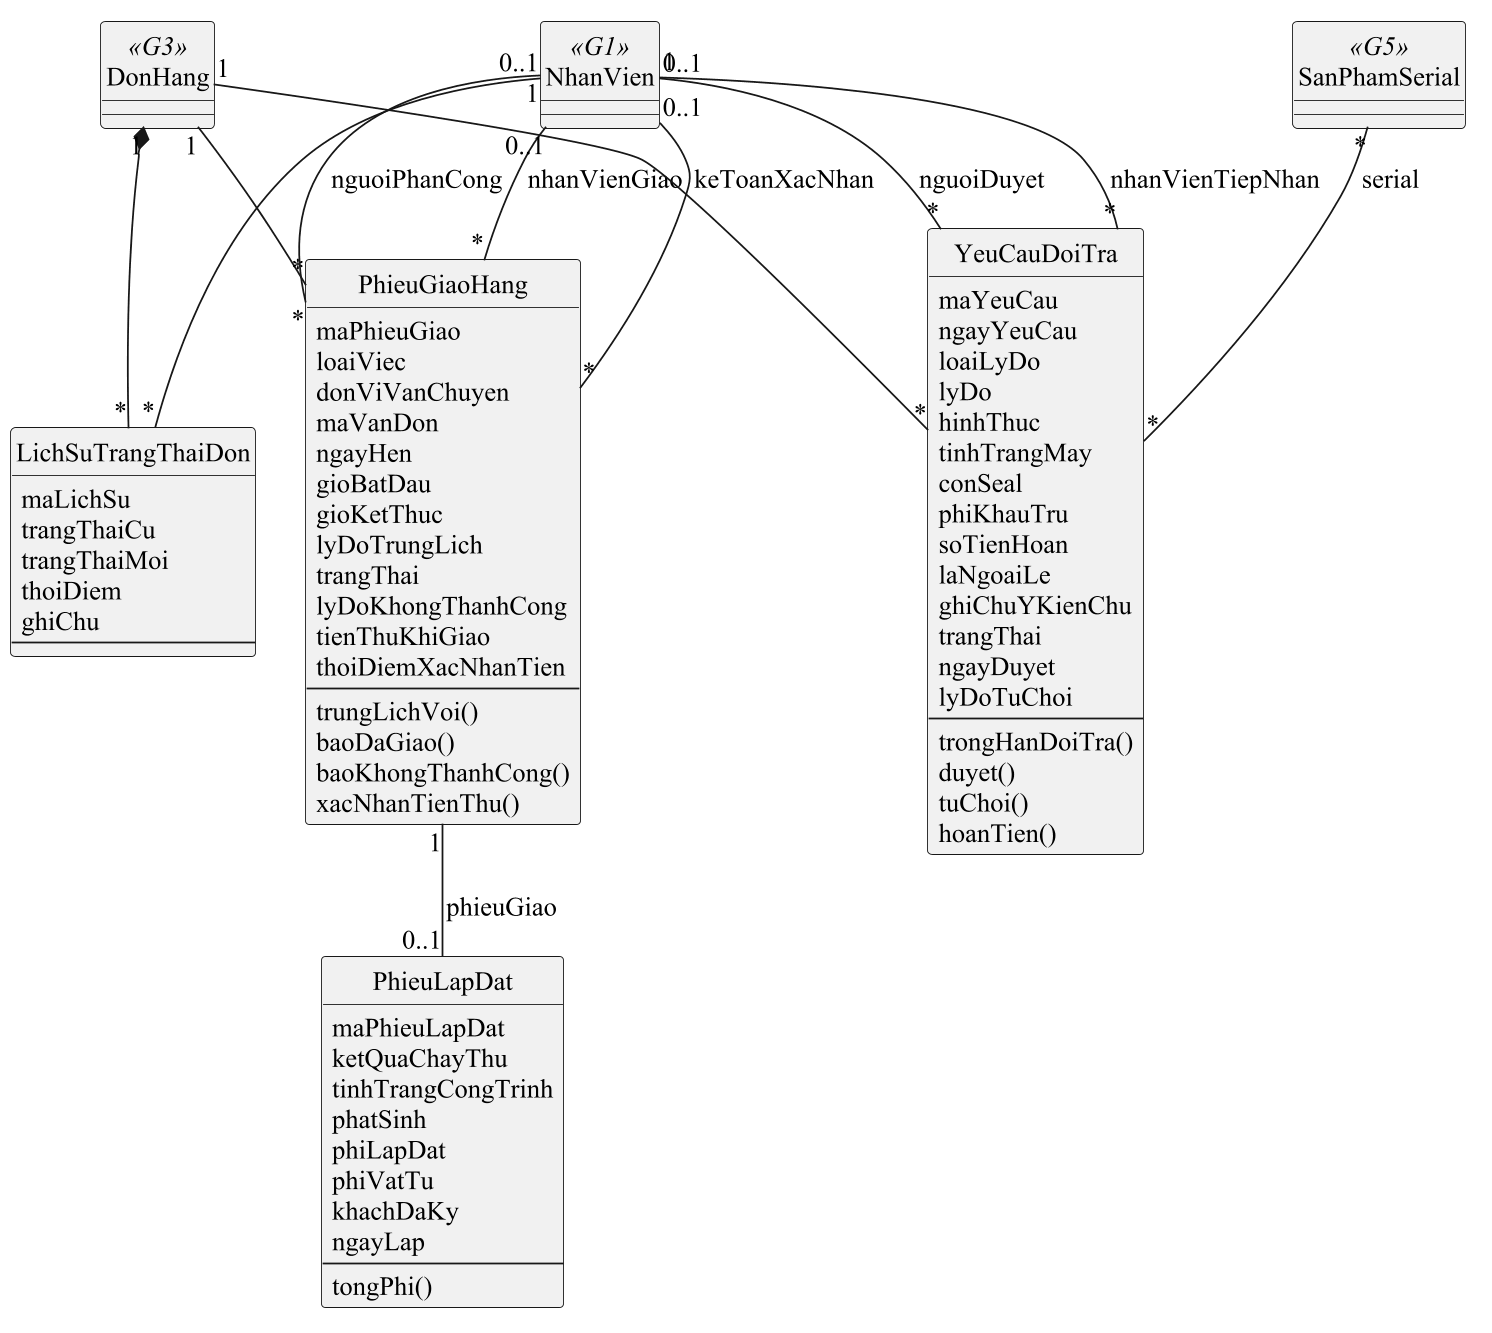 «G3»
DonHang
«G1»
NhanVien
«G5»
SanPhamSerial
1
0..1
1
0..1
0..1
1
1
0..1
*
nguoiPhanCong
nhanVienGiao
keToanXacNhan
nguoiDuyet
nhanVienTiepNhan
serial
*
*
*
*
*
*
*
*
*
*
YeuCauDoiTra
maYeuCau
ngayYeuCau
loaiLyDo
lyDo
hinhThuc
tinhTrangMay
conSeal
phiKhauTru
soTienHoan
laNgoaiLe
ghiChuYKienChu
trangThai
ngayDuyet
lyDoTuChoi
trongHanDoiTra()
duyet()
tuChoi()
hoanTien()
PhieuGiaoHang
maPhieuGiao
loaiViec
donViVanChuyen
maVanDon
ngayHen
gioBatDau
gioKetThuc
lyDoTrungLich
trangThai
lyDoKhongThanhCong
tienThuKhiGiao
thoiDiemXacNhanTien
trungLichVoi()
baoDaGiao()
baoKhongThanhCong()
xacNhanTienThu()
LichSuTrangThaiDon
maLichSu
trangThaiCu
trangThaiMoi
thoiDiem
ghiChu
1
phieuGiao
0..1
PhieuLapDat
maPhieuLapDat
ketQuaChayThu
tinhTrangCongTrinh
phatSinh
phiLapDat
phiVatTu
khachDaKy
ngayLap
tongPhi()